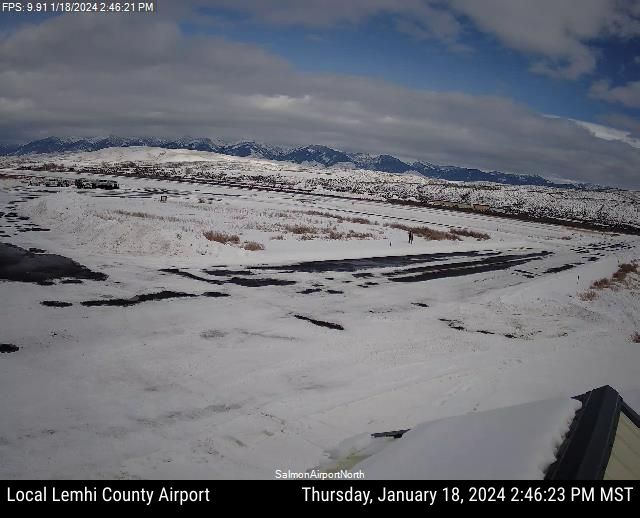 FPS: 9.91 1/18/2024 2:46:21 PM
SalmonAirportNorth
Local Lemhi County Airport
Thursday, January 18, 2024 2:46:23 PM MST